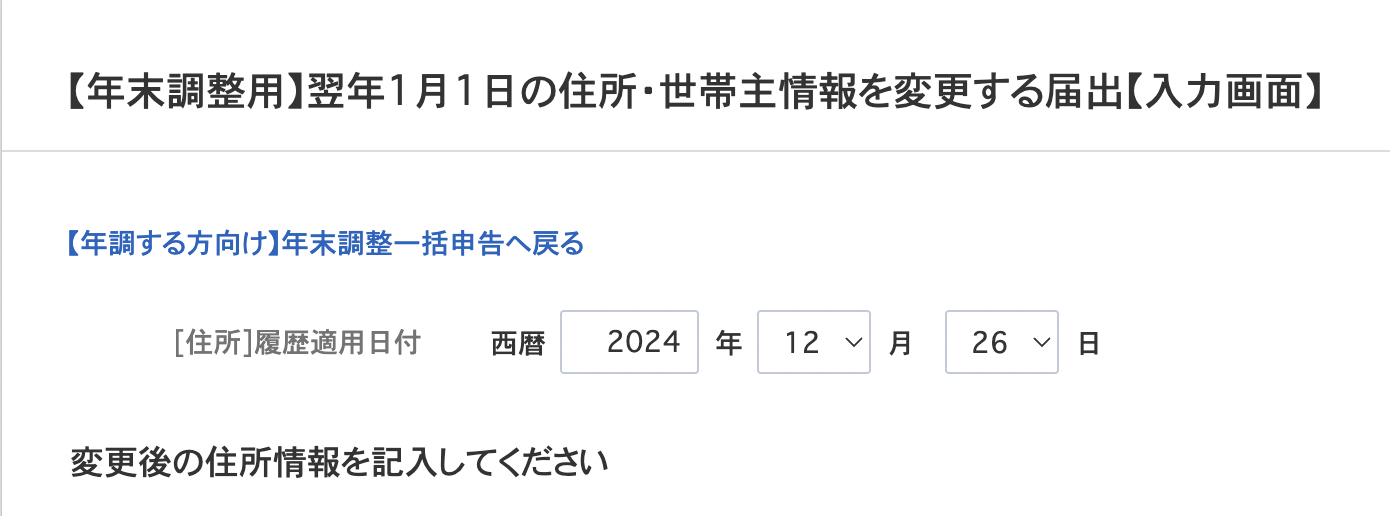 【年末調整用】翌年1月1日の住所・世帯主情報を変更する届出【入力画面】
【年調する方向け】年末調整一括申告へ戻る
[住所]履歴適用日付 西暦 2024 年 12 月 26 日
変更後の住所情報を記入してください